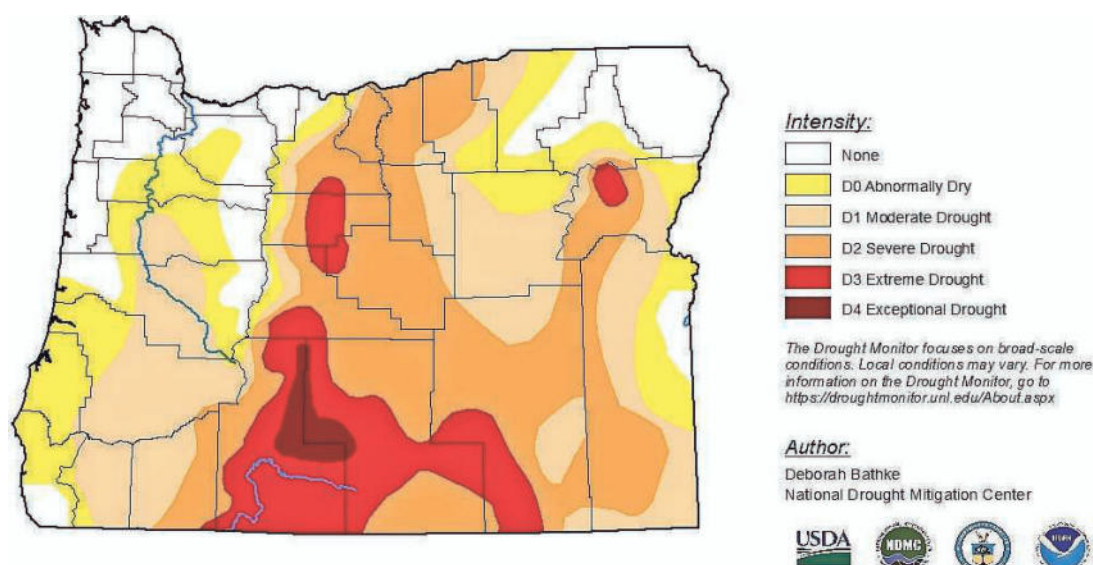 Intensity:
None
D0 Abnormally Dry
D1 Moderate Drought
D2 Severe Drought
D3 Extreme Drought
D4 Exceptional Drought
The Drought Monitor focuses on broad-scale
conditions. Local conditions may vary. For more
information on the Drought Monitor, go to
https://droughtmonitor.unl.edu/About.aspx
Author:
Deborah Bathke
National Drought Mitigation Center
USDA
NDMC